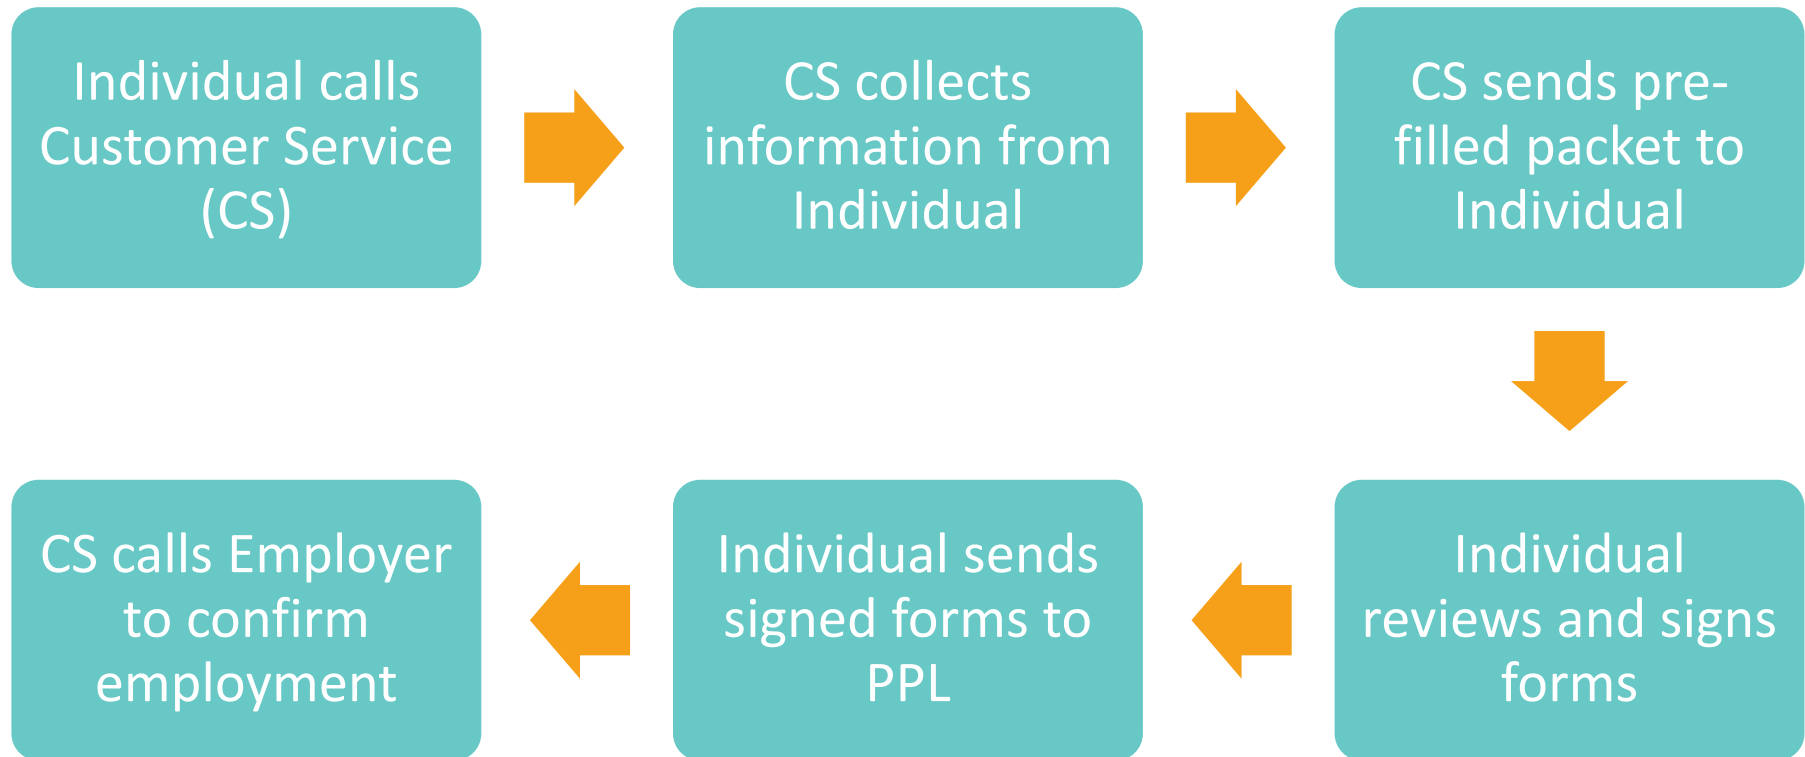 Individual calls
Customer Service
(CS)
CS collects
information from
Individual
CS sends pre-
filled packet to
Individual
Individual
reviews and signs
forms
Individual sends
signed forms to
PPL
CS calls Employer
to confirm
employment